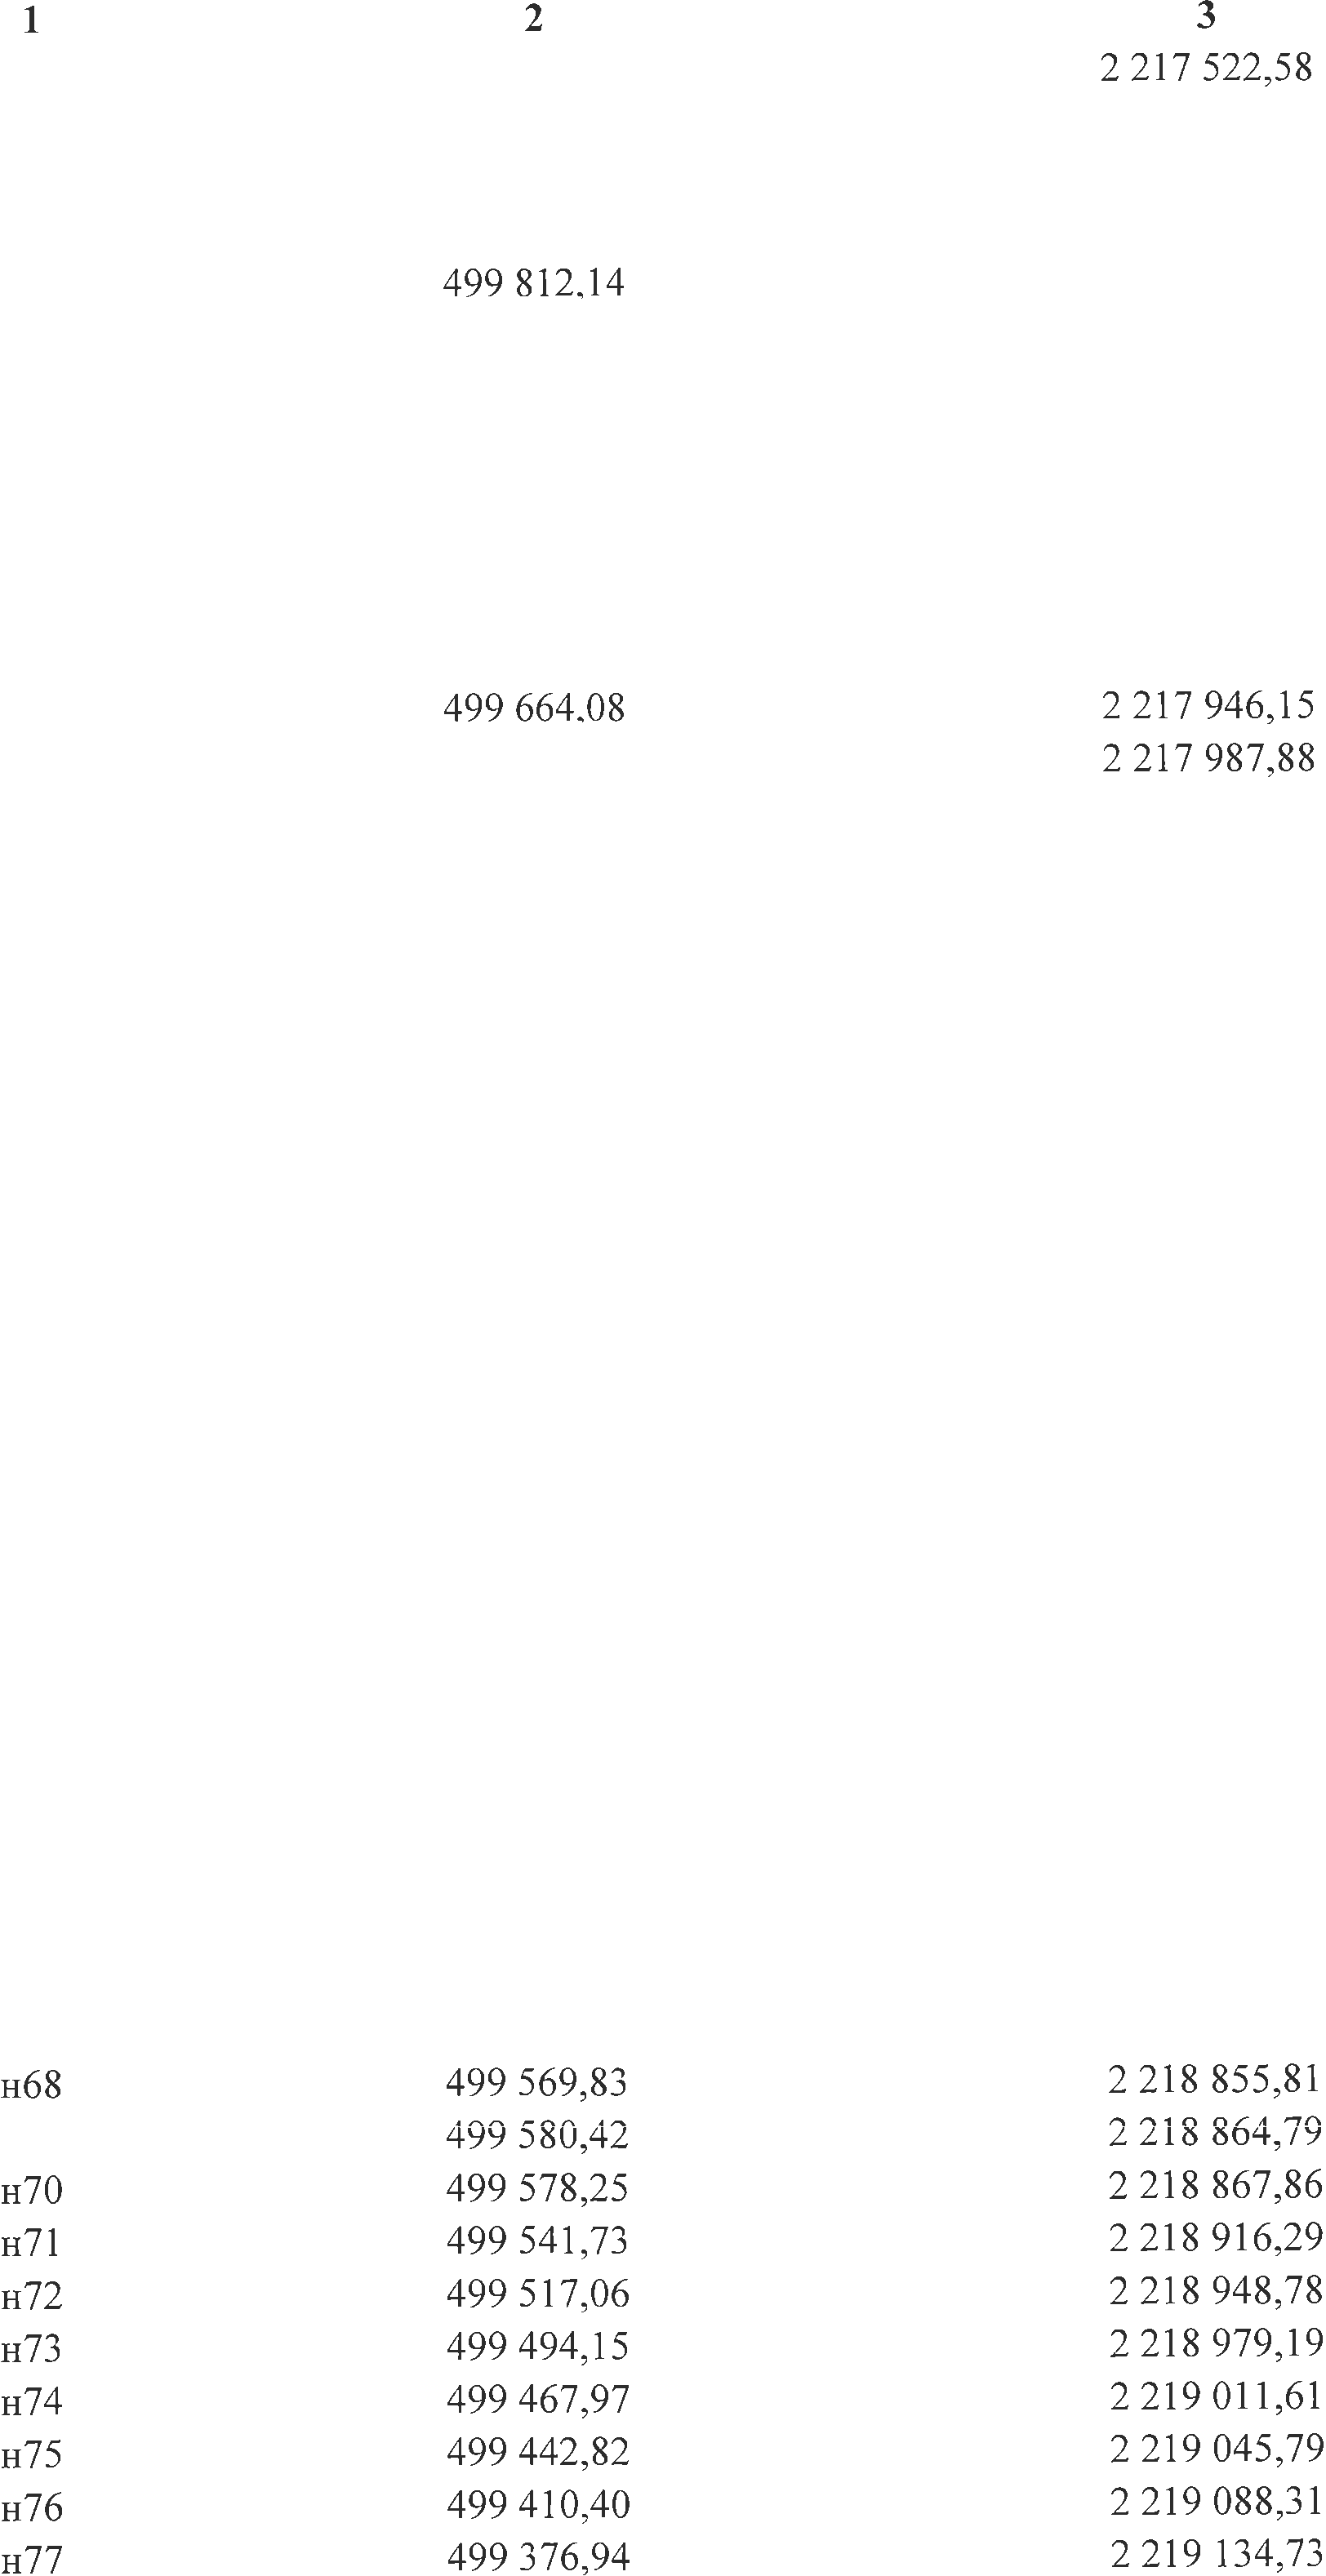 1 2 3
2 217 522,58
499 812,14
499 664,08 2 217 946,15
2 217 987,88
н68 499 569,83 2 218 855,81
499 580,42 2 218 864,79
н70 499 578,25 2 218 867,86
н71 499 541,73 2 218 916,29
н72 499 517,06 2 218 948,78
н73 499 494,15 2 218 979,19
н74 499 467,97 2 219 011,61
н75 499 442,82 2 219 045,79
н76 499 410,40 2 219 088,31
н77 499 376,94 2 219 134,73